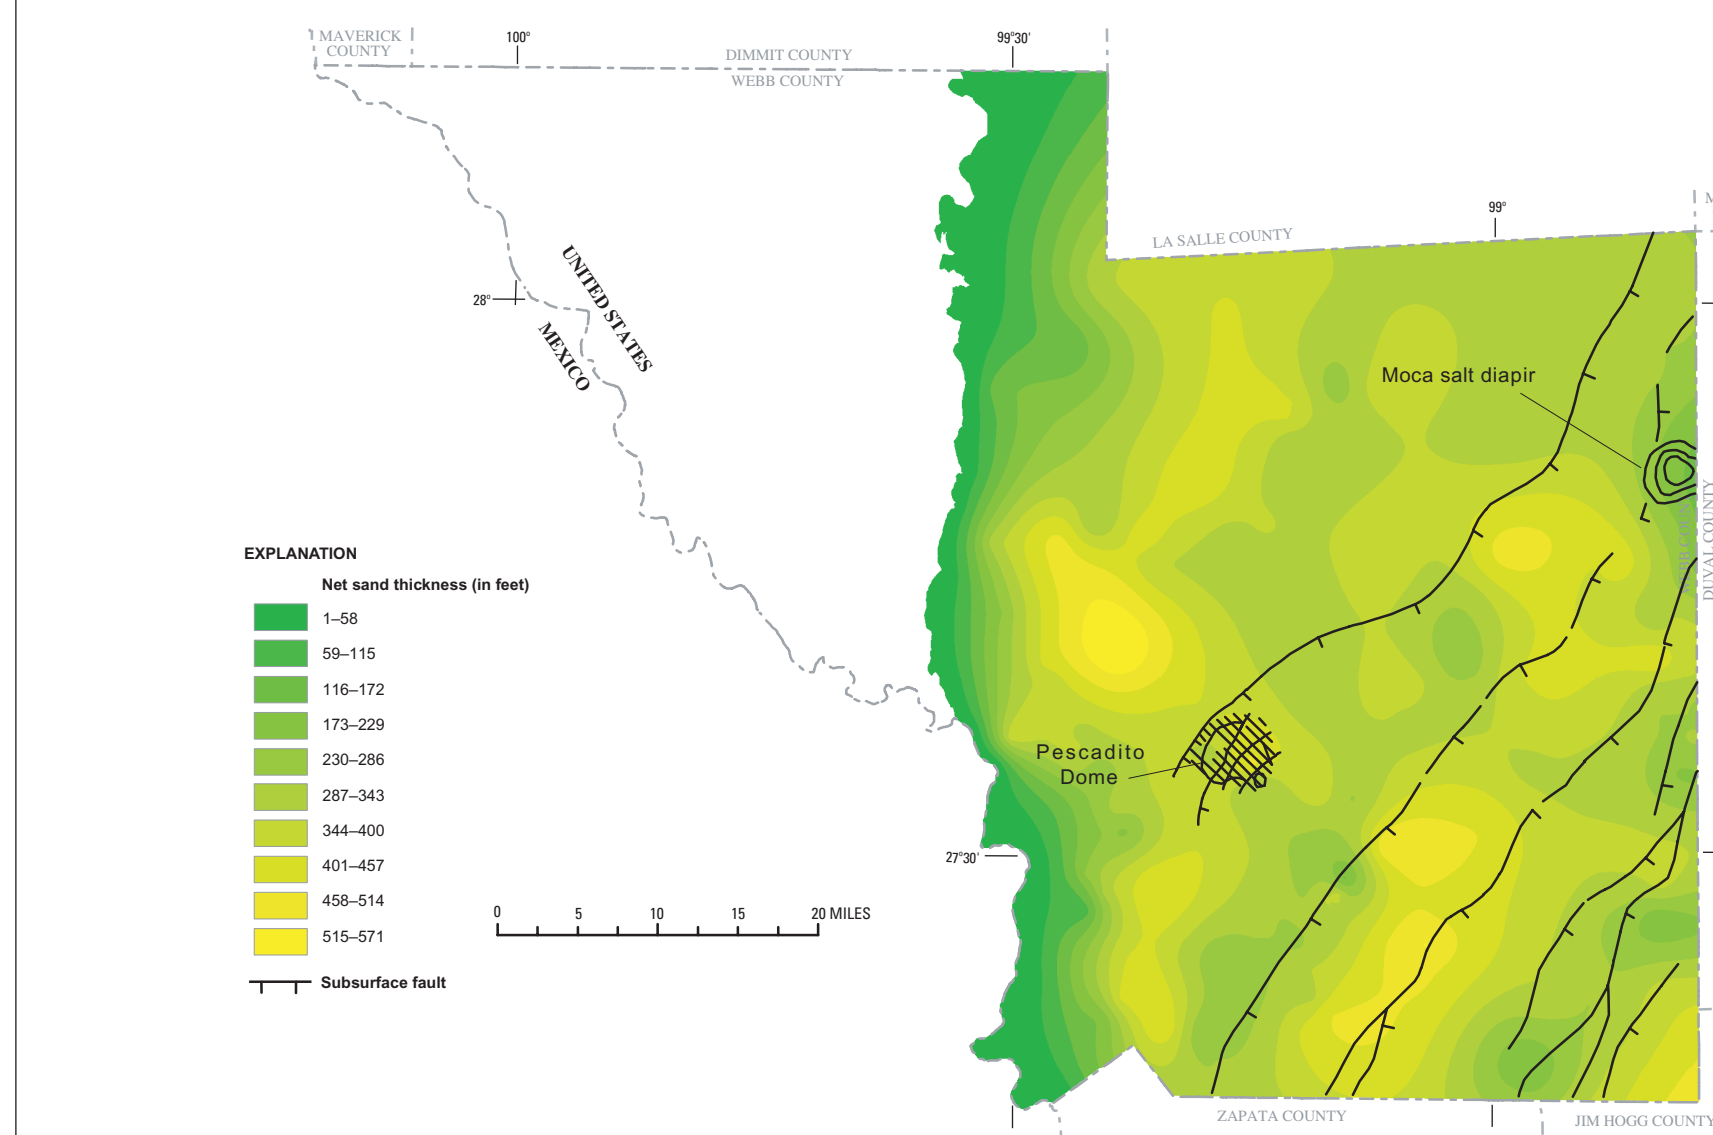 MAVERICK
COUNTY
100°
DIMMIT COUNTY
WEBB COUNTY
99°30'
99°
LA SALLE COUNTY
28°
UNITED STATES
MEXICO
Moca salt diapir
WEBB COUNTY
DUVAL COUNTY
EXPLANATION
Net sand thickness (in feet)
1–58
59–115
116–172
173–229
230–286
287–343
344–400
401–457
458–514
515–571
Subsurface fault
Pescadito
Dome
27°30'
0 5 10 15 20 MILES
ZAPATA COUNTY
JIM HOGG COUNTY